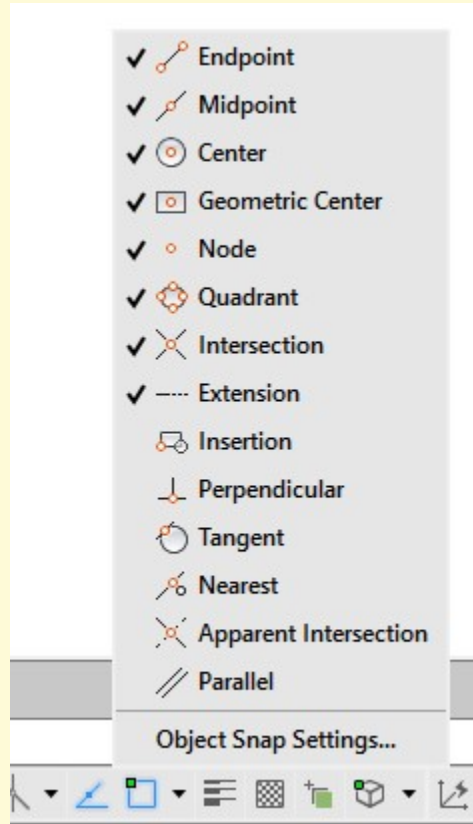 Endpoint
Midpoint
Center
Geometric Center
Node
Quadrant
Intersection
Extension
Insertion
Perpendicular
Tangent
Nearest
Apparent Intersection
Parallel
Object Snap Settings...